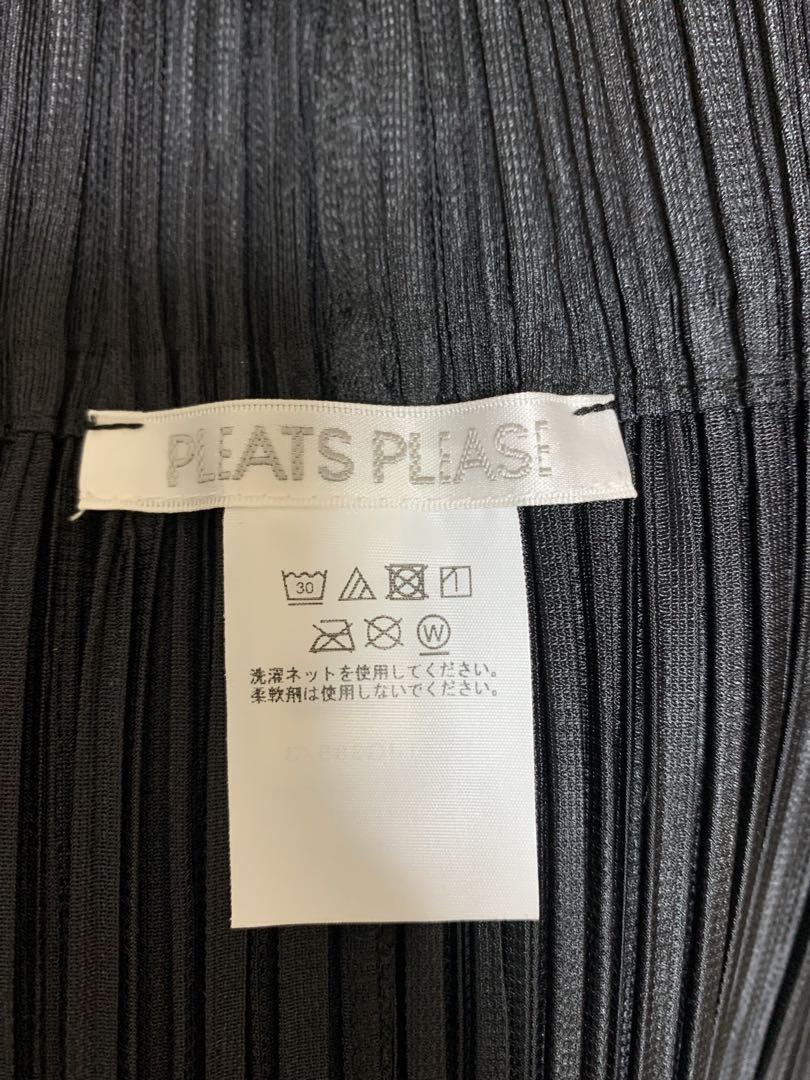 PLEATS PLEASE
30
W
洗濯ネットを使用してください。
柔軟剤は使用しないでください。